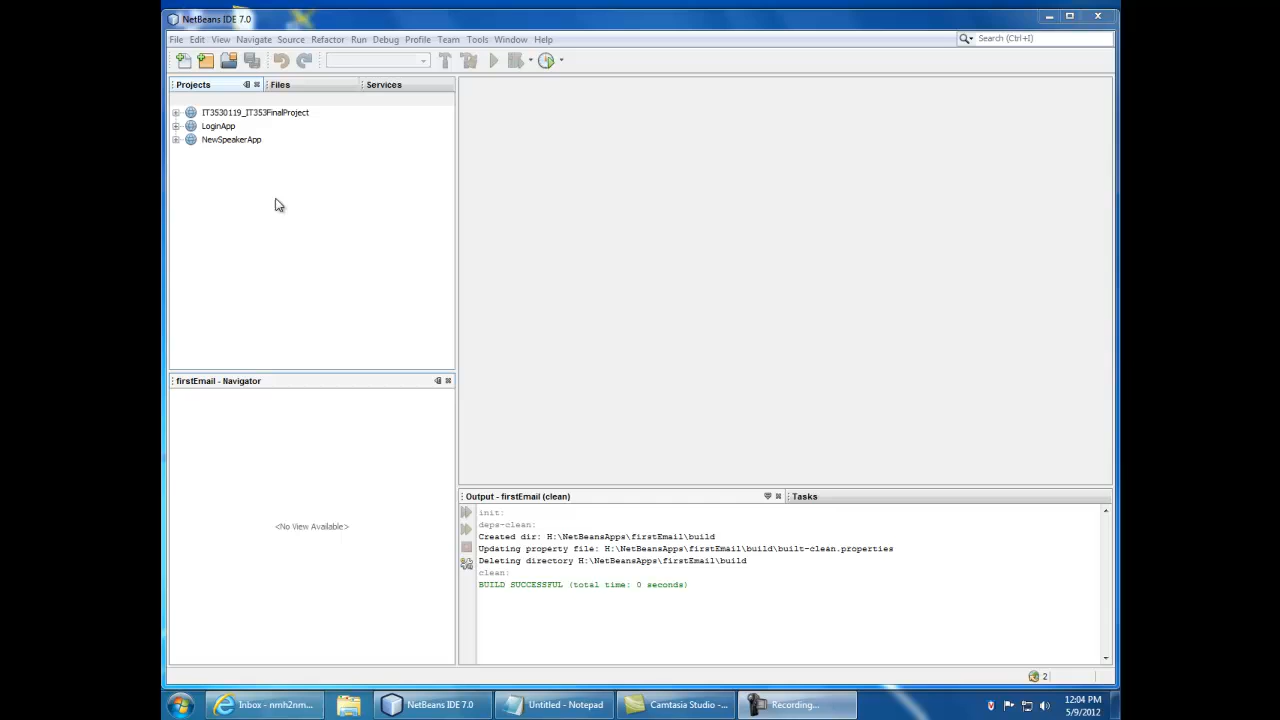 NetBeans IDE 7.0
File Edit View Navigate Source Refactor Run Debug Profile Team Tools Window Help
Search (Ctrl+I)
Projects Files Services
IT3530119_IT353FinalProject
LoginApp
NewSpeakerApp
firstEmail - Navigator
<No View Available>
Output - firstEmail (clean) Tasks
init:
deps-clean:
Created dir: H:\NetBeansApps\firstEmail\build
Updating property file: H:\NetBeansApps\firstEmail\build\built-clean.properties
Deleting directory H:\NetBeansApps\firstEmail\build
clean:
BUILD SUCCESSFUL (total time: 0 seconds)
2
Inbox - nmh2nm... NetBeans IDE 7.0 Untitled - Notepad Camtasia Studio -... Recording...
12:04 PM
5/9/2012